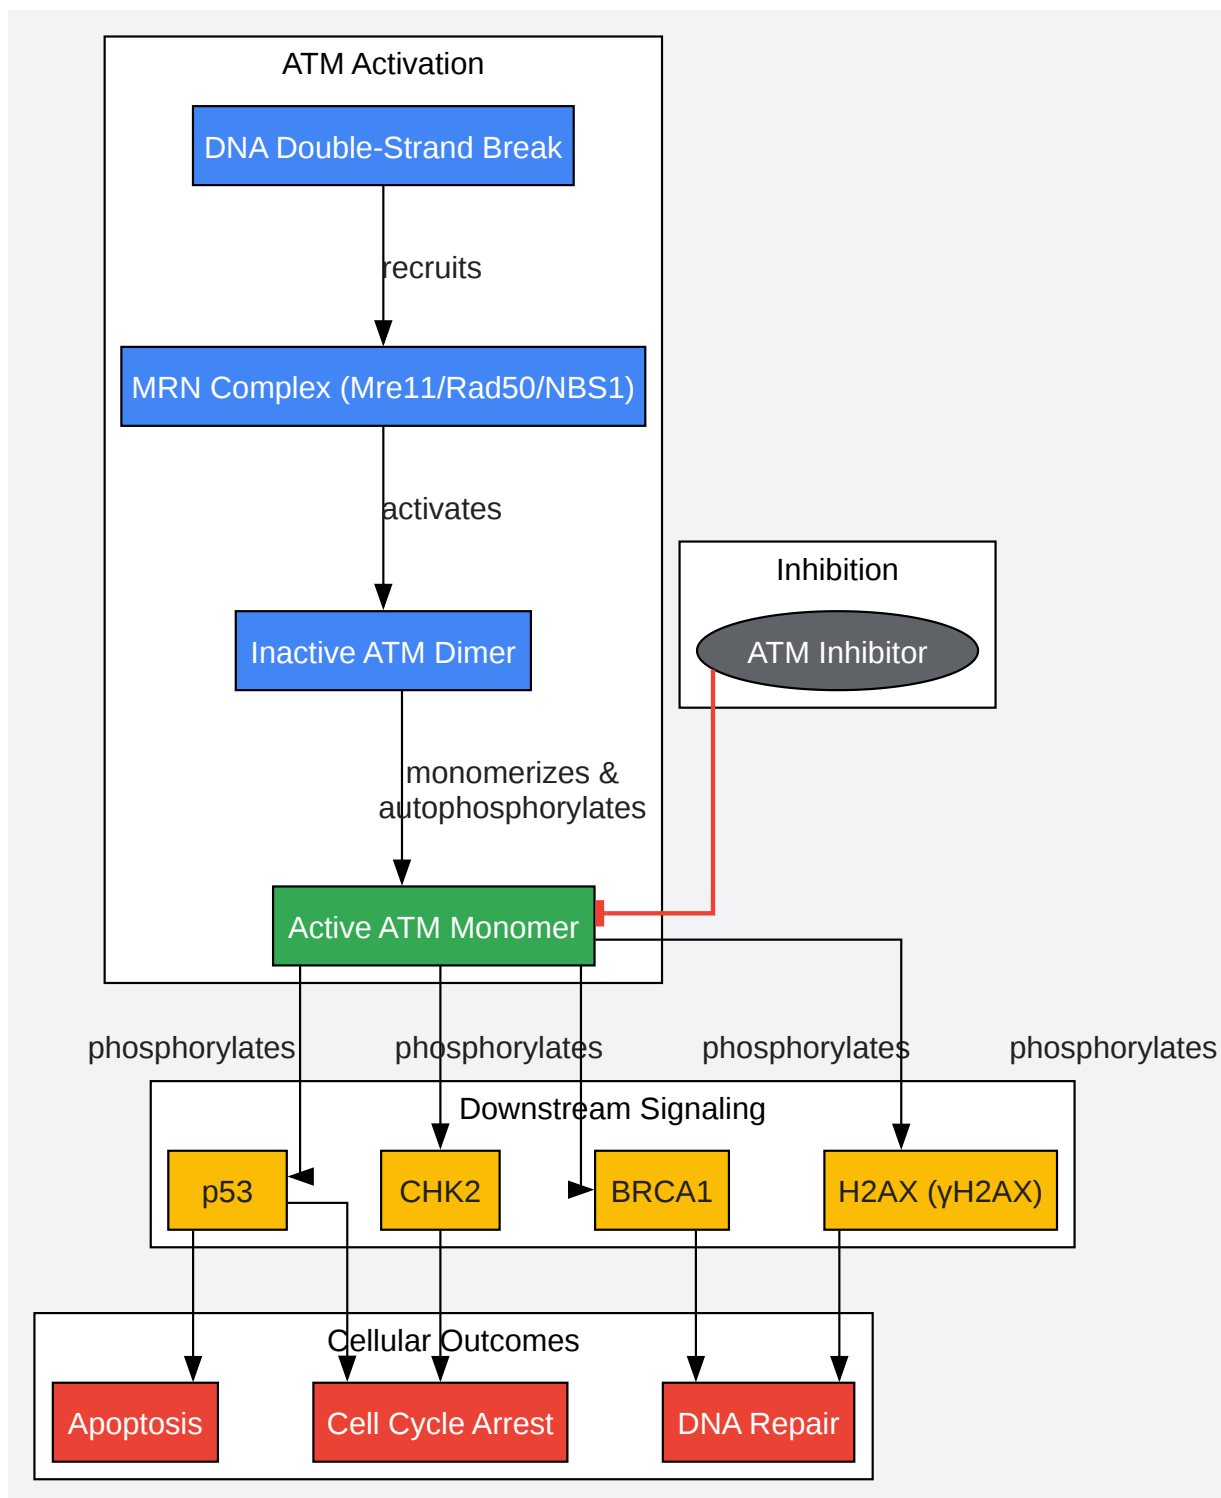 ATM Activation
DNA Double-Strand Break
recruits
MRN Complex (Mre11/Rad50/NBS1)
activates
Inhibition
Inactive ATM Dimer
ATM Inhibitor
monomerizes &
autophosphorylates
Active ATM Monomer
phosphorylates
phosphorylates
phosphorylates
phosphorylates
Downstream Signaling
p53
CHK2
BRCA1
H2AX (γH2AX)
Cellular Outcomes
Apoptosis
Cell Cycle Arrest
DNA Repair